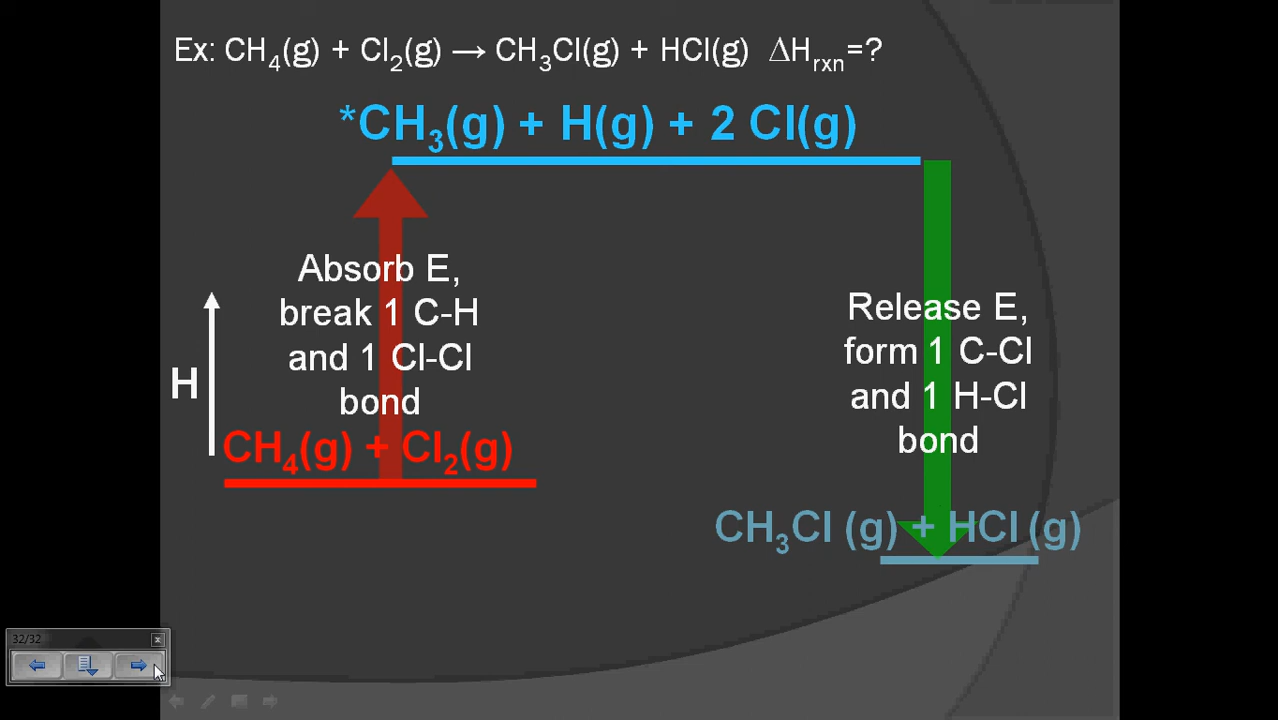 Ex: CH₄(g) + Cl₂(g) → CH₃Cl(g) + HCl(g) ΔHrxn=?
*CH₃(g) + H(g) + 2 Cl(g)
Absorb E,
break 1 C-H
and 1 Cl-Cl
bond
H
CH₄(g) + Cl₂(g)
Release E,
form 1 C-Cl
and 1 H-Cl
bond
CH₃Cl (g) + HCl (g)
32/32
x